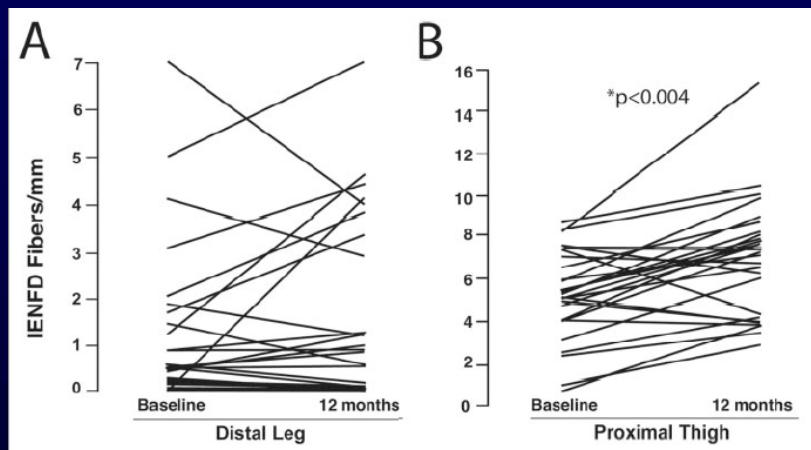 A
IENFD Fibers/mm
7
6
5
4
3
2
1
0
Baseline 12 months
Distal Leg
B
*p<0.004
16
14
12
10
8
6
4
2
0
Baseline 12 months
Proximal Thigh